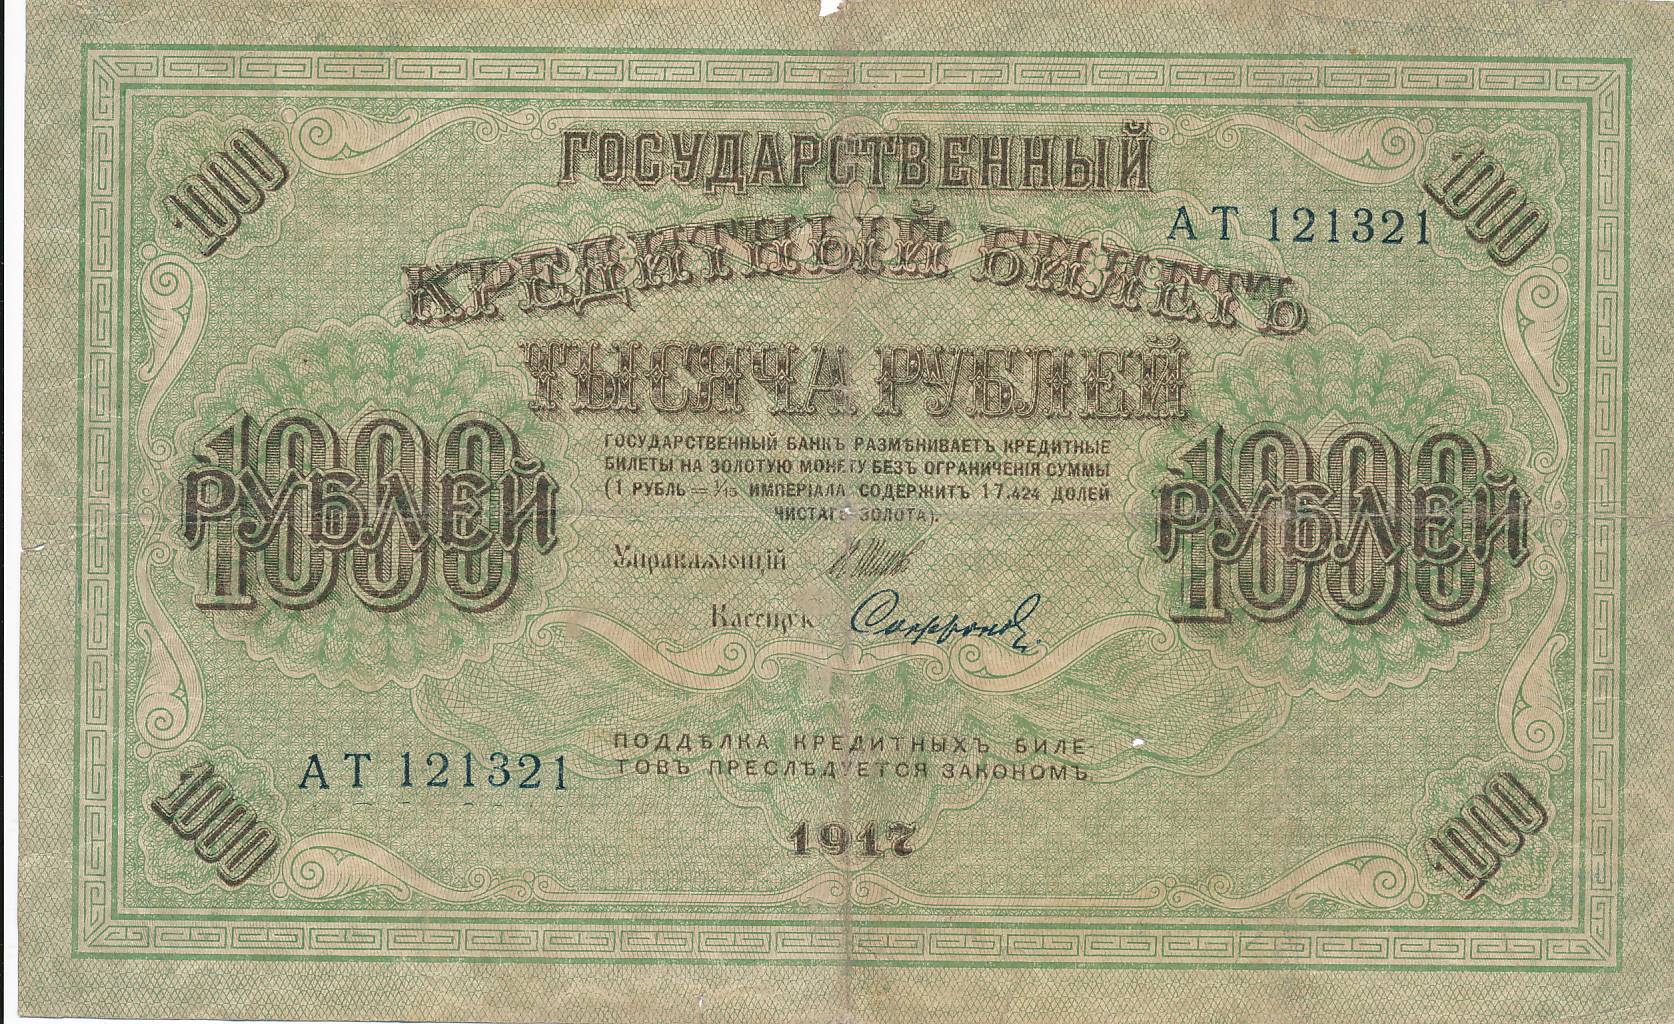 1000
1000
ГОСУДАРСТВЕННЫЙ
КРЕДИТНЫЙ БИЛЕТЪ
АТ 121321
ТЫСЯЧА РУБЛЕЙ
1000
РУБЛЕЙ
1000
РУБЛЕЙ
ГОСУДАРСТВЕННЫЙ БАНКЪ РАЗМѢНИВАЕТЪ КРЕДИТНЫЕ
БИЛЕТЫ НА ЗОЛОТУЮ МОНЕТУ БЕЗЪ ОГРАНИЧЕНІЯ СУММЫ
(1 РУБЛЬ = 1/15 ИМПЕРІАЛА СОДЕРЖИТЪ 17,424 ДОЛЕЙ
ЧИСТАГО ЗОЛОТА).
Управляющій И.Шипов
Кассиръ Софронов
ПОДДѢЛКА КРЕДИТНЫХЪ БИЛЕ-
ТОВЪ ПРЕСЛѢДУЕТСЯ ЗАКОНОМЪ.
АТ 121321
1917
1000
1000